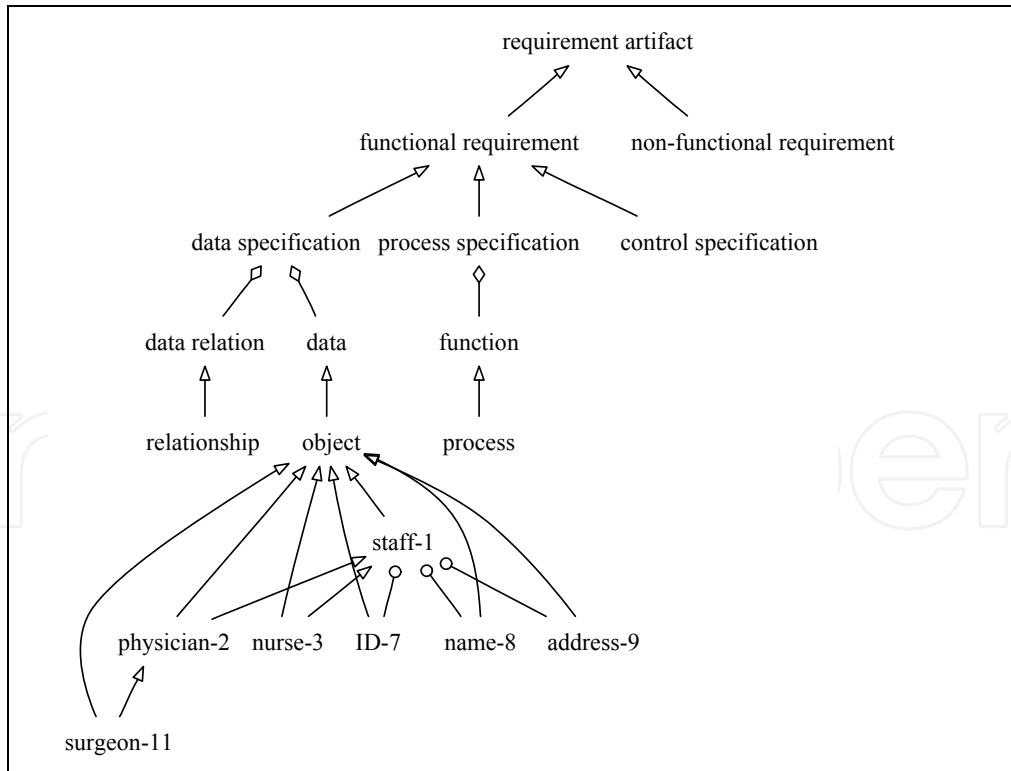 requirement artifact
functional requirement
non-functional requirement
data specification
process specification
control specification
data relation
data
function
relationship
object
process
staff-1
physician-2
nurse-3
ID-7
name-8
address-9
surgeon-11